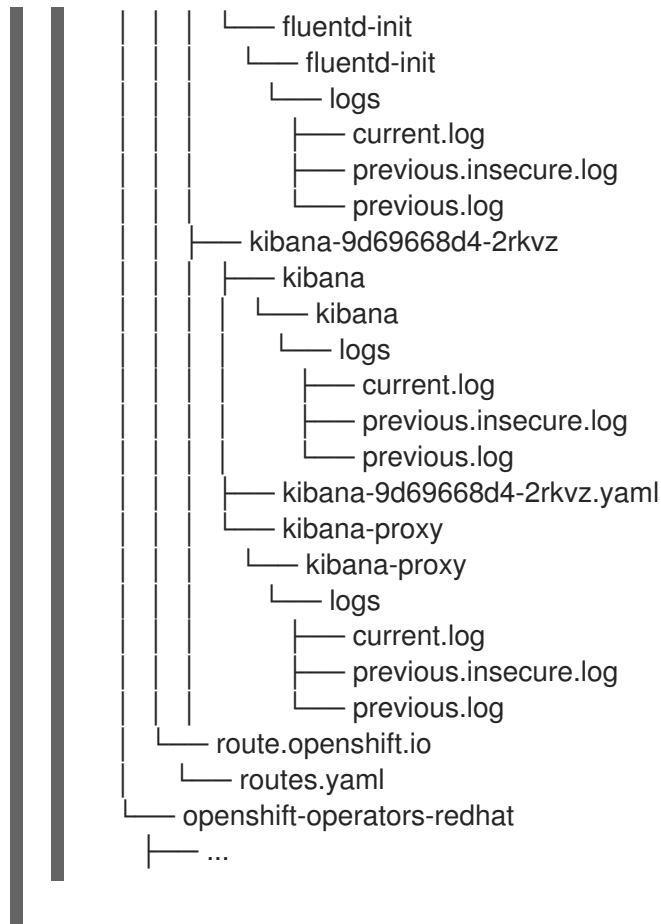 │ │ │ └── fluentd-init
│ │ │ └── fluentd-init
│ │ │ └── logs
│ │ │ ├── current.log
│ │ │ ├── previous.insecure.log
│ │ │ └── previous.log
│ │ ├── kibana-9d69668d4-2rkvz
│ │ │ ├── kibana
│ │ │ │ └── kibana
│ │ │ │ └── logs
│ │ │ │ ├── current.log
│ │ │ │ ├── previous.insecure.log
│ │ │ │ └── previous.log
│ │ │ ├── kibana-9d69668d4-2rkvz.yaml
│ │ │ └── kibana-proxy
│ │ │ └── kibana-proxy
│ │ │ └── logs
│ │ │ ├── current.log
│ │ │ ├── previous.insecure.log
│ │ │ └── previous.log
│ └── route.openshift.io
│ └── routes.yaml
└── openshift-operators-redhat
├── ...